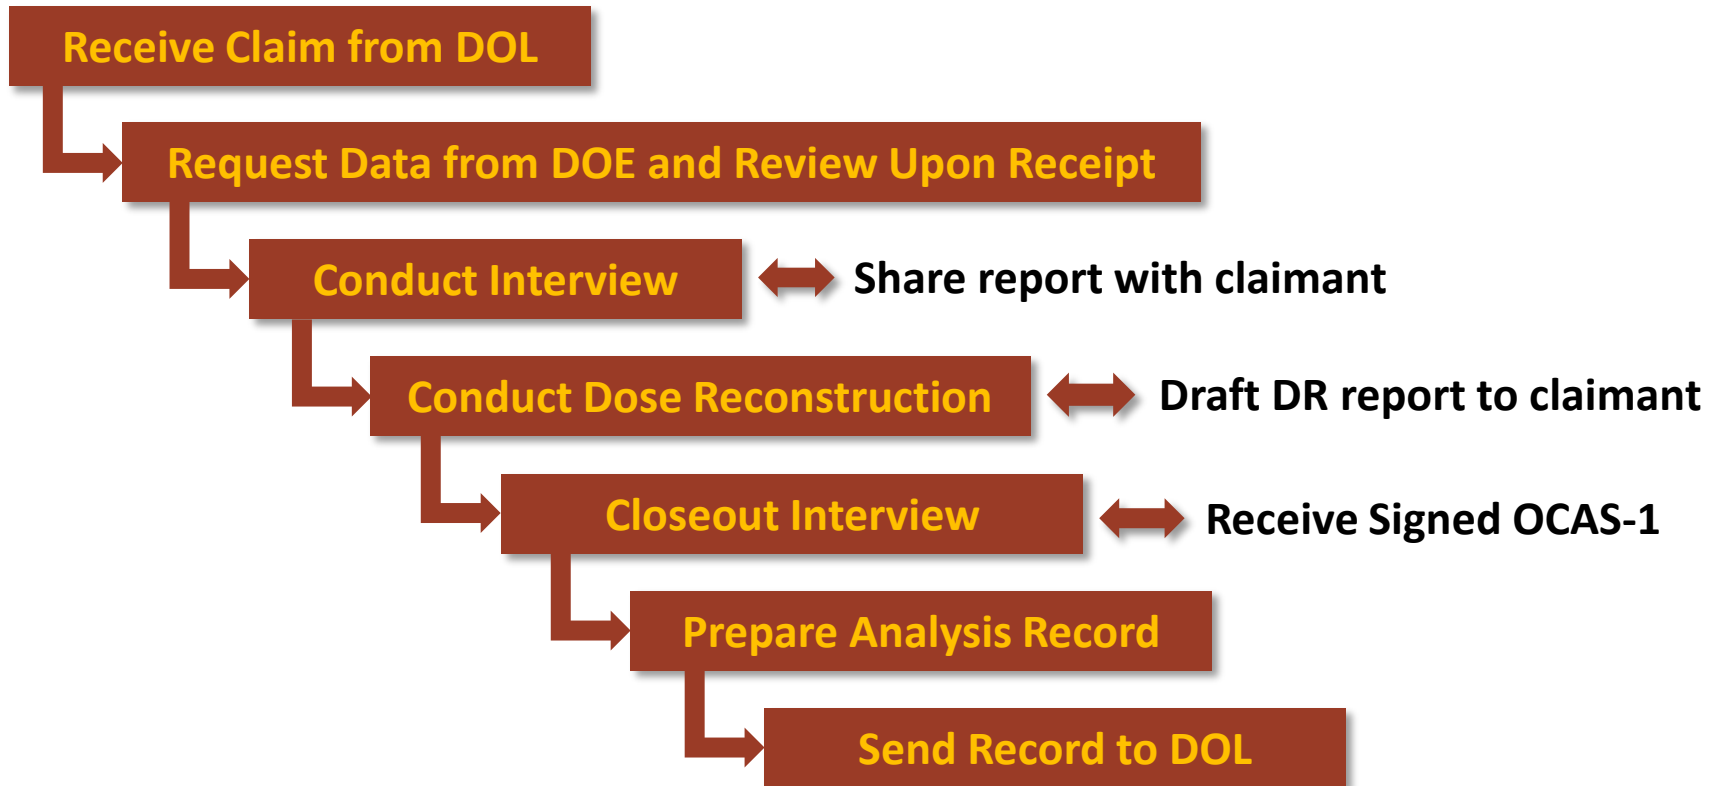 Receive Claim from DOL
Request Data from DOE and Review Upon Receipt
Conduct Interview
Share report with claimant
Conduct Dose Reconstruction
Draft DR report to claimant
Closeout Interview
Receive Signed OCAS-1
Prepare Analysis Record
Send Record to DOL